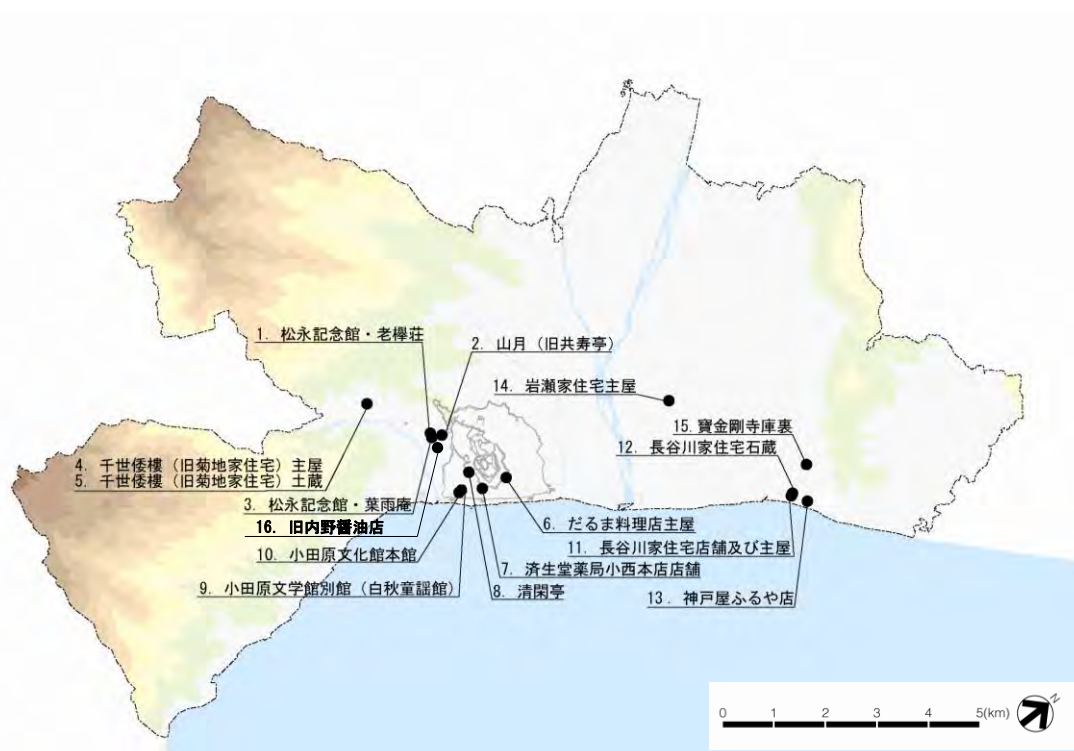 1. 松永記念館・老欅荘
2. 山月（旧共寿亭）
14. 岩瀬家住宅主屋
15. 寶金剛寺庫裏
12. 長谷川家住宅石蔵
4. 千世倭樓（旧菊地家住宅）主屋
5. 千世倭樓（旧菊地家住宅）土蔵
3. 松永記念館・葉雨庵
16. 旧内野醤油店
6. だるま料理店主屋
10. 小田原文化館本館
11. 長谷川家住宅店舗及び主屋
7. 済生堂薬局小西本店店舗
9. 小田原文学館別館（白秋童謡館）
8. 清閑亭
13. 神戸屋ふるや店
0 1 2 3 4 5(km)
N